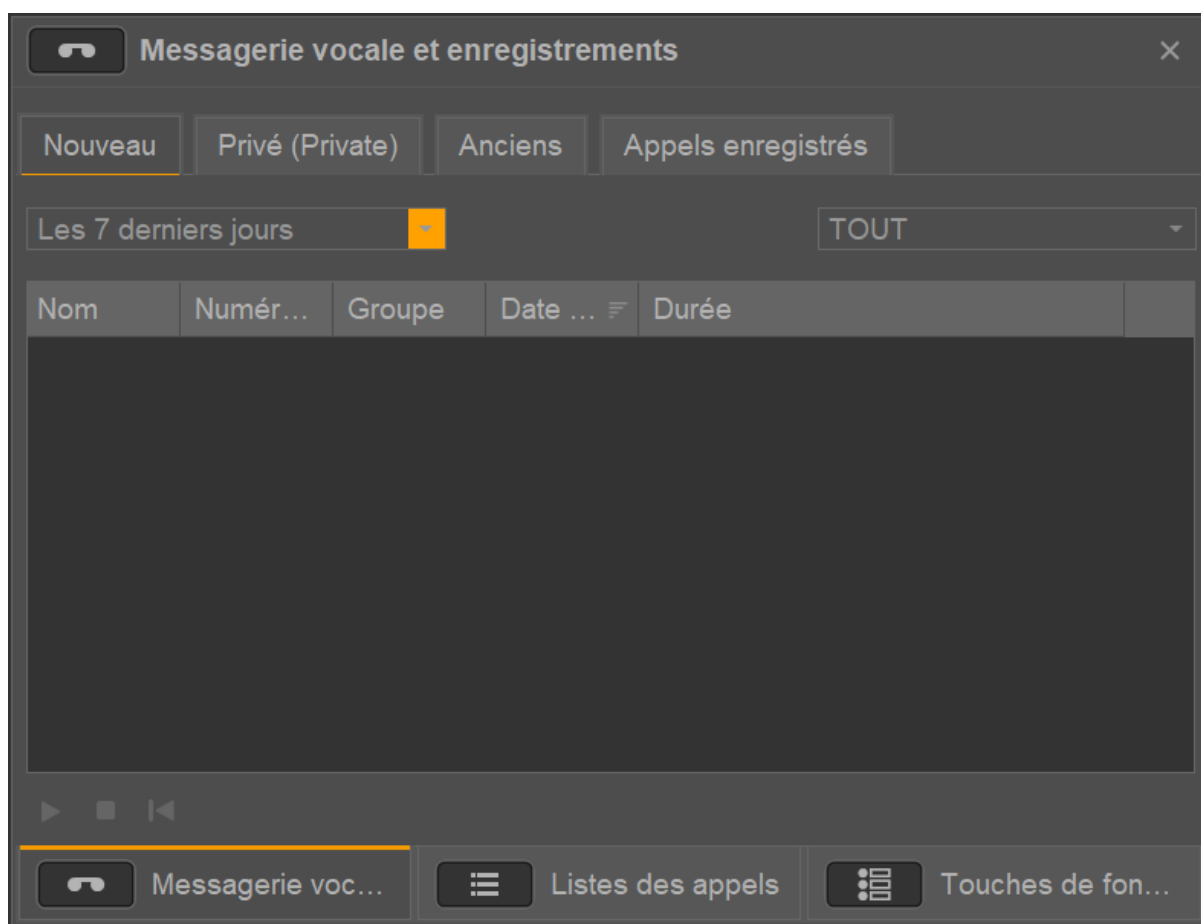 Messagerie vocale et enregistrements
Nouveau Privé (Private) Anciens Appels enregistrés
Les 7 derniers jours TOUT
Nom Numér... Groupe Date ... Durée
Messagerie voc... Listes des appels Touches de fon...